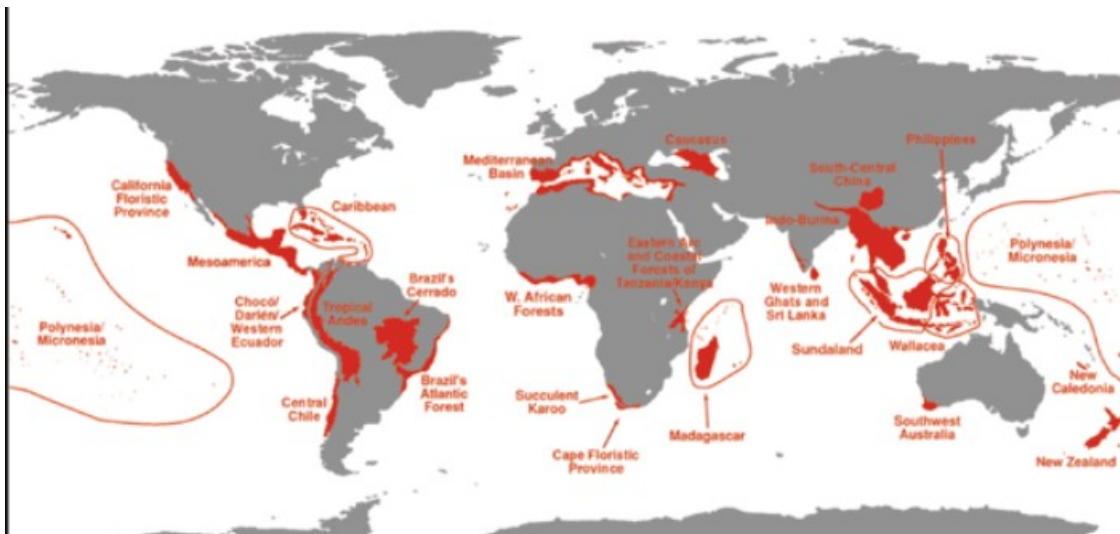 California
Floristic
Province
Caribbean
Mesoamerica
Polynesia/
Micronesia
Chocó/
Darién/
Western
Ecuador
Tropical
Andes
Brazil's
Cerrado
Brazil's
Atlantic
Forest
Central
Chile
Mediterranean
Basin
Caucasus
W. African
Forests
Eastern Arc
and Coastal
Forests of
Tanzania/Kenya
Succulent
Karoo
Cape Floristic
Province
Madagascar
Philippines
South-Central
China
Indo-Burma
Western
Ghats and
Sri Lanka
Sundaland
Wallacea
Polynesia/
Micronesia
New
Caledonia
Southwest
Australia
New Zealand